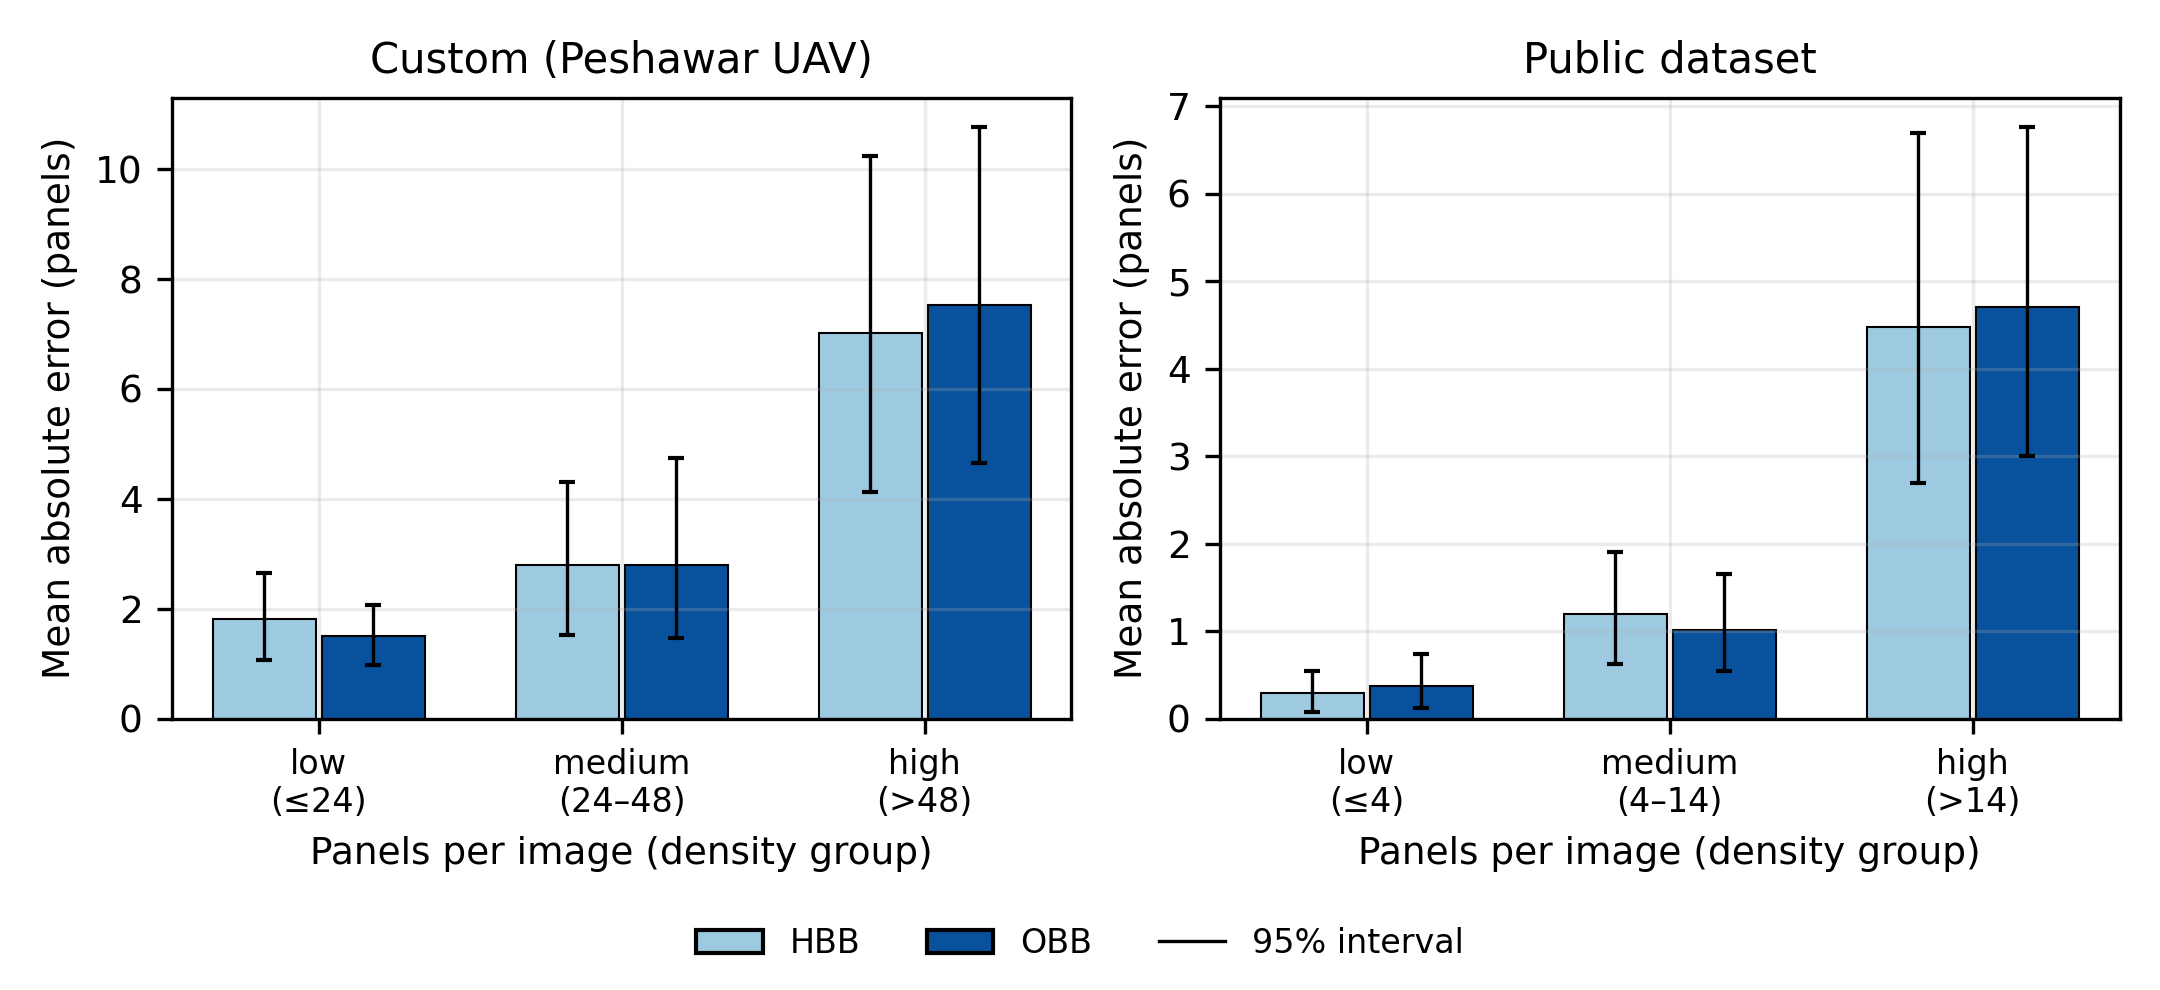 Custom (Peshawar UAV)
Mean absolute error (panels)
10
8
6
4
2
0
low
(≤24)
medium
(24–48)
high
(>48)
Panels per image (density group)
Public dataset
Mean absolute error (panels)
7
6
5
4
3
2
1
0
low
(≤4)
medium
(4–14)
high
(>14)
Panels per image (density group)
HBB
OBB
95% interval